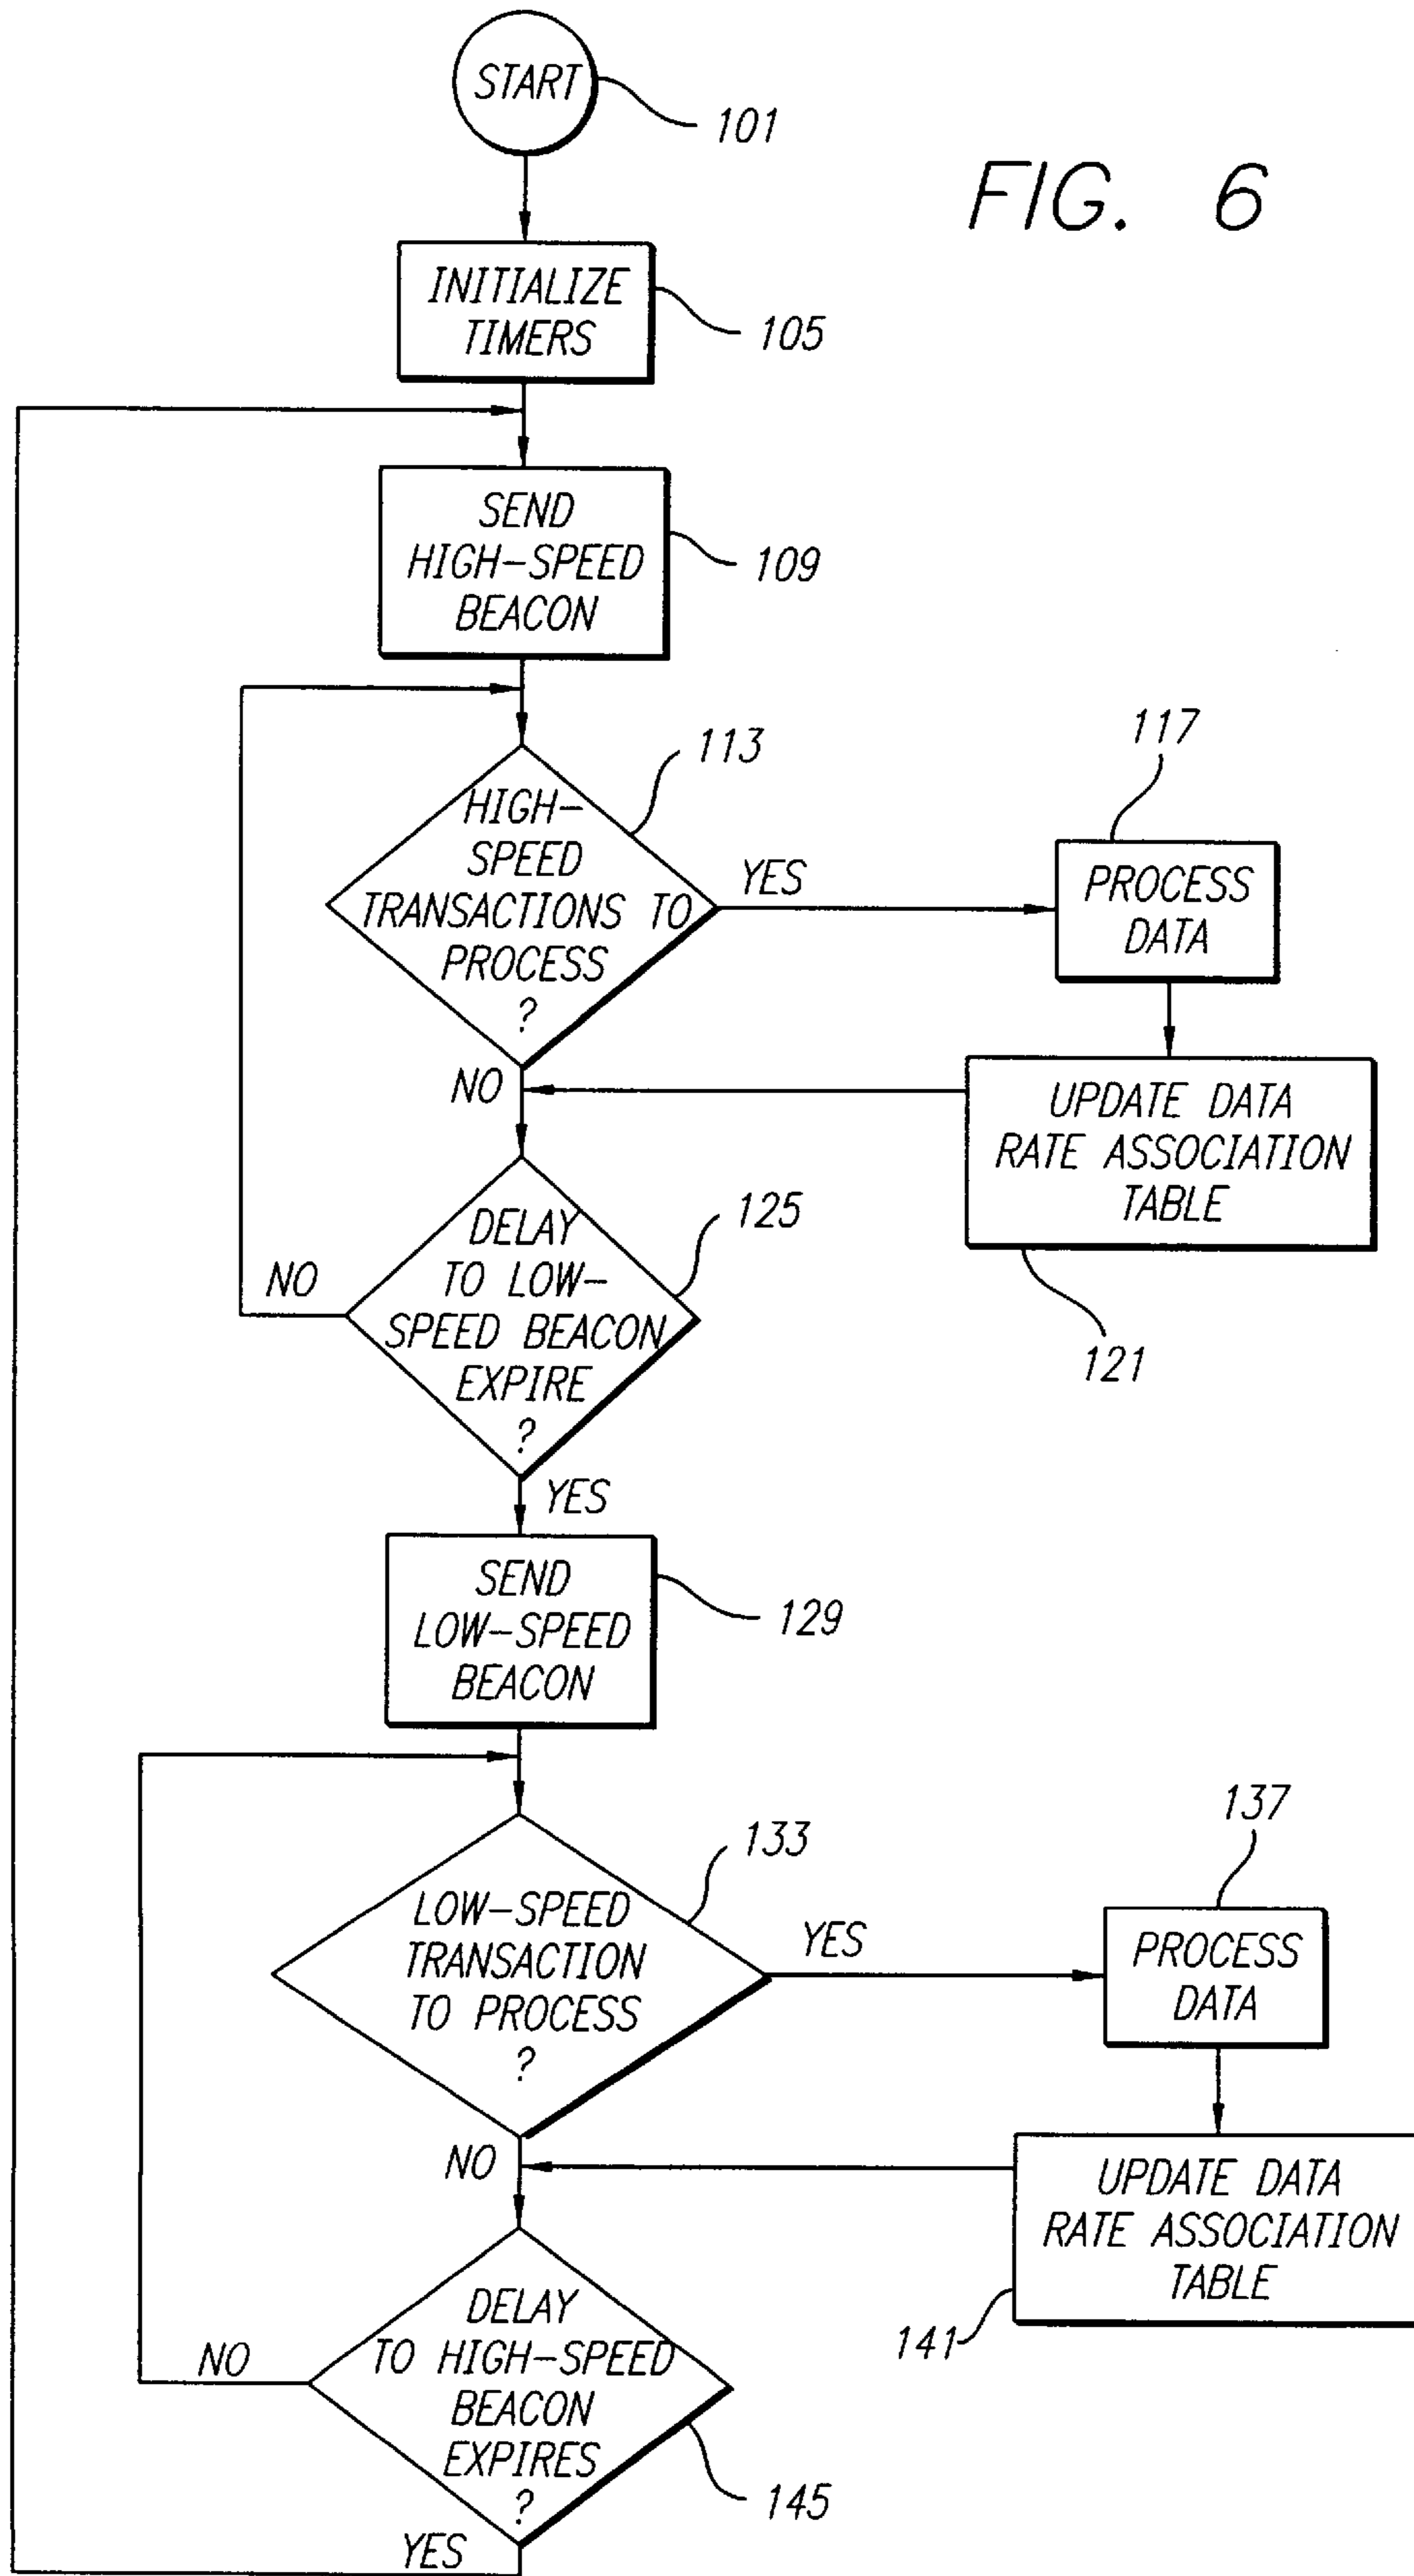 START
101
FIG. 6
INITIALIZE
TIMERS
105
SEND
HIGH-SPEED
BEACON
109
113
HIGH-
SPEED
TRANSACTIONS TO
PROCESS
?
YES
117
PROCESS
DATA
NO
UPDATE DATA
RATE ASSOCIATION
TABLE
121
125
DELAY
TO LOW-
SPEED BEACON
EXPIRE
?
NO
YES
SEND
LOW-SPEED
BEACON
129
133
LOW-SPEED
TRANSACTION
TO PROCESS
?
YES
137
PROCESS
DATA
NO
UPDATE DATA
RATE ASSOCIATION
TABLE
141
DELAY
TO HIGH-SPEED
BEACON
EXPIRES
?
NO
145
YES